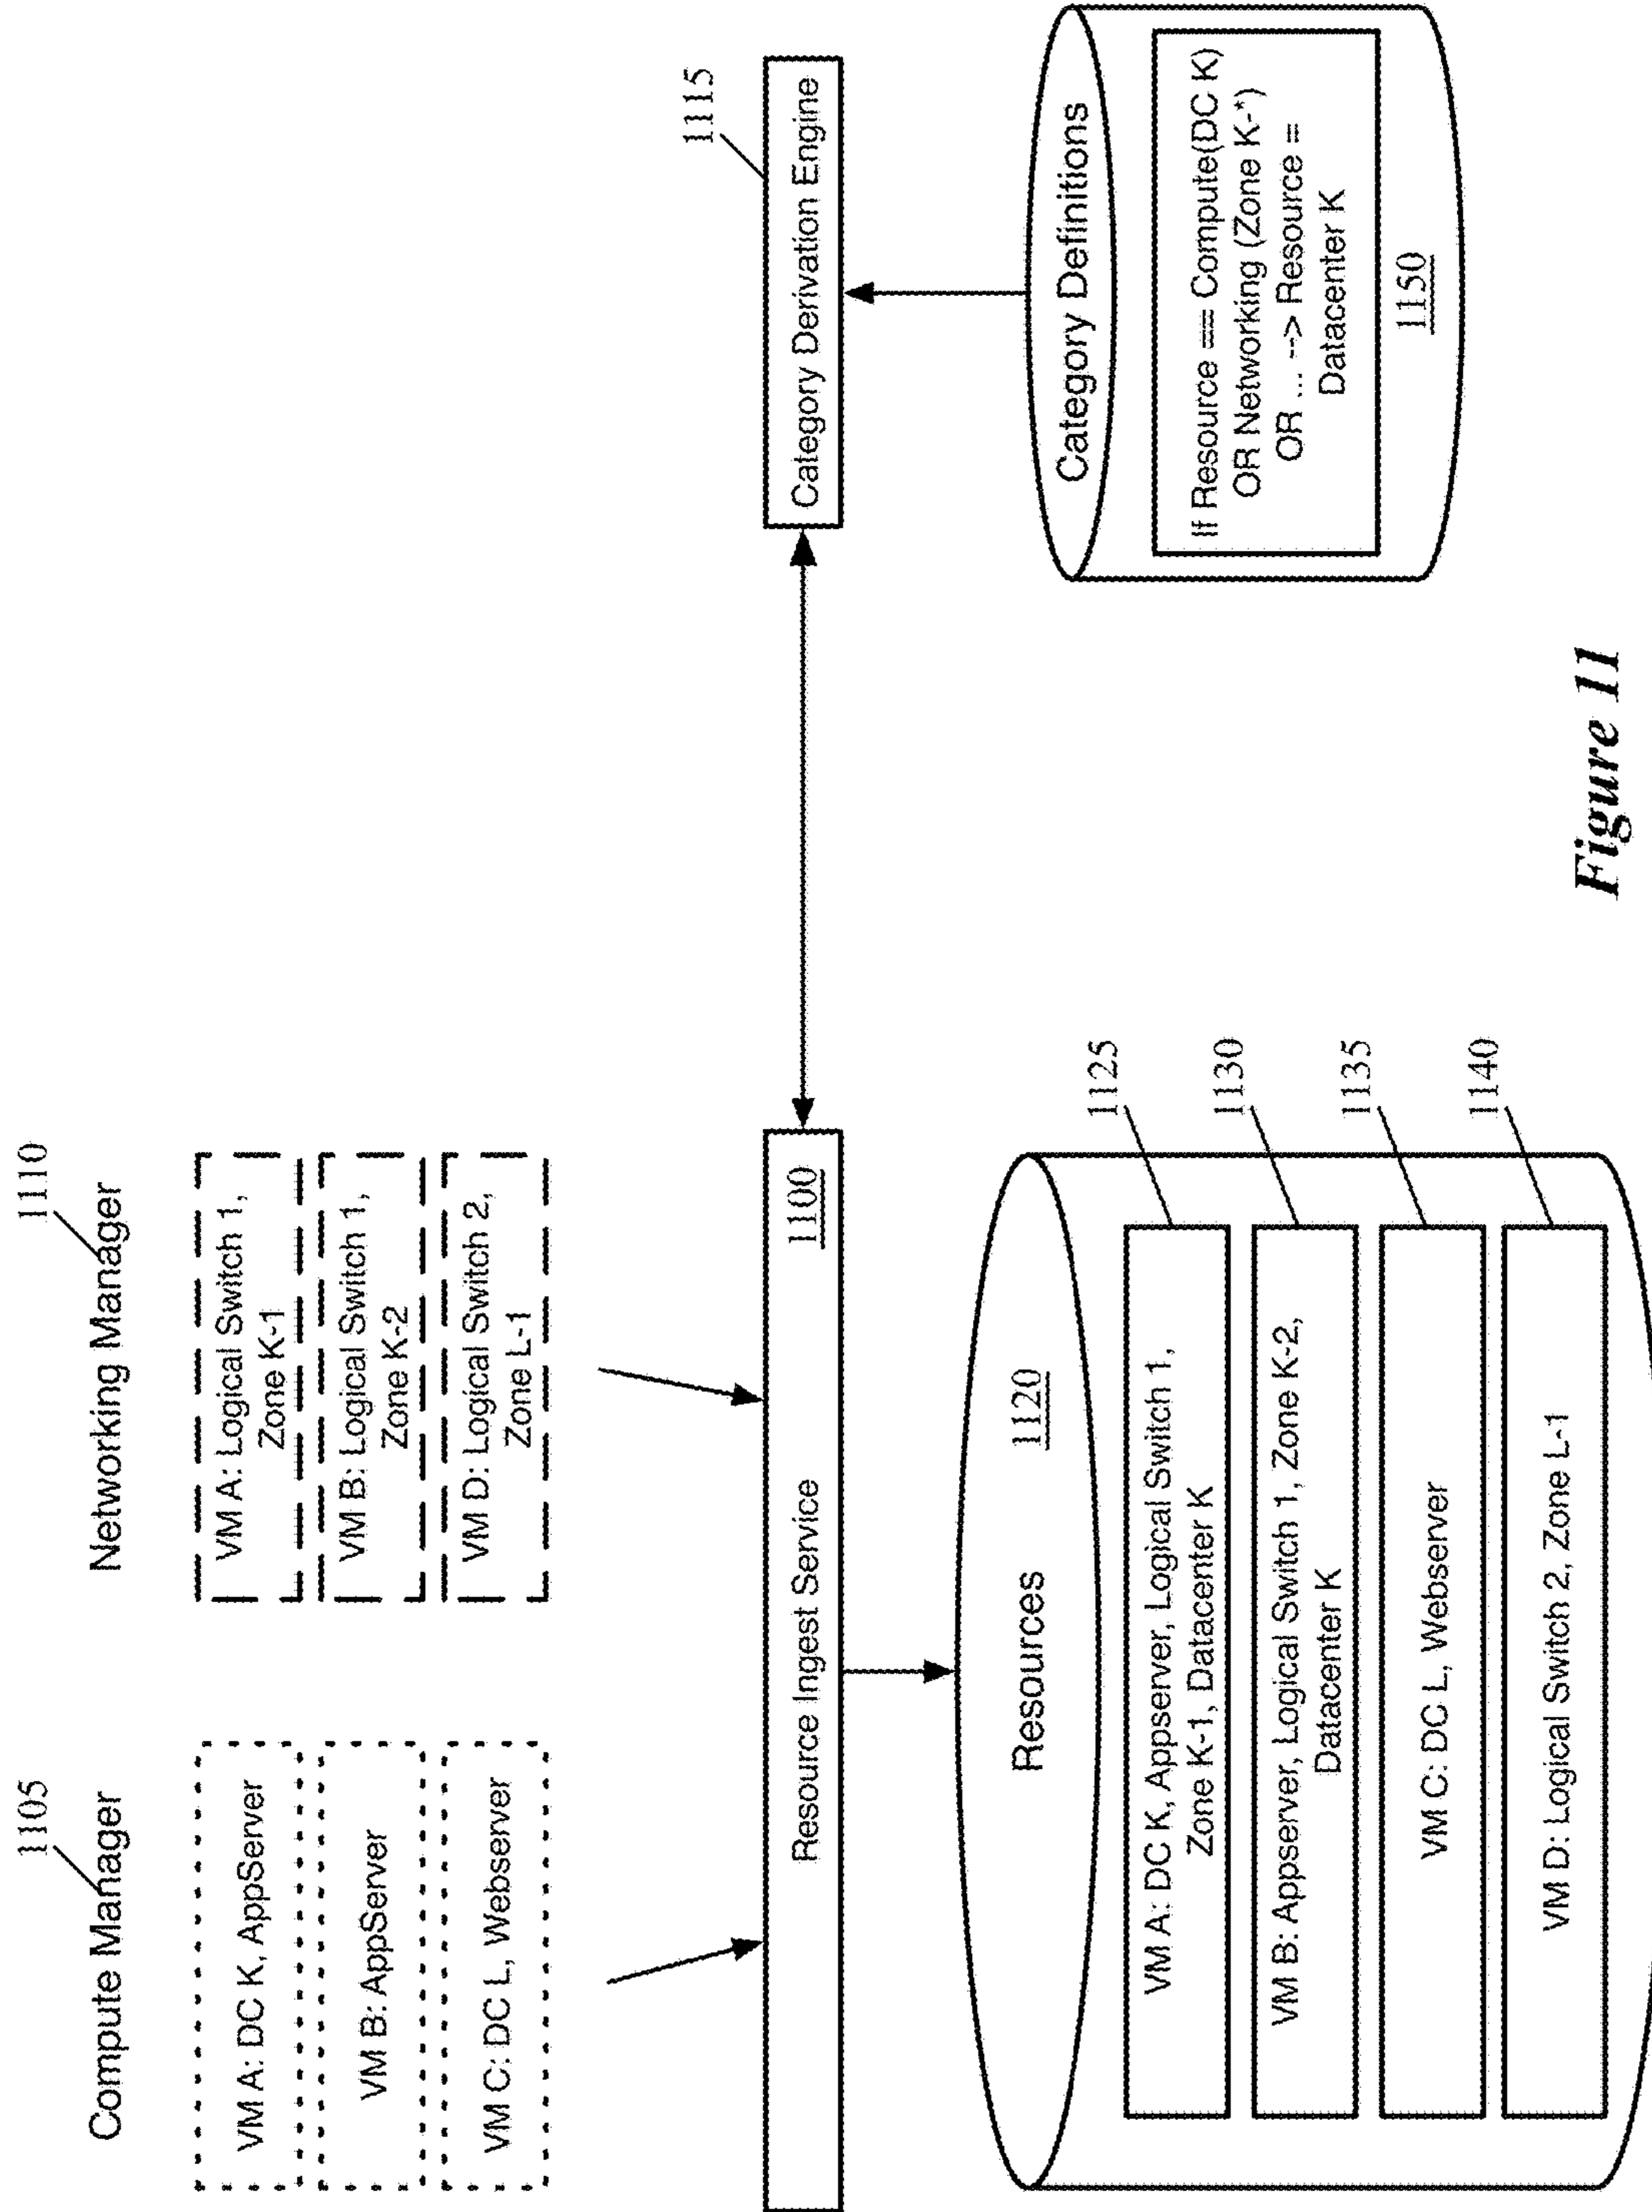 1105
Compute Manager
VM A: DC K, AppServer
VM B: AppServer
VM C: DC L, Webserver
1110
Networking Manager
VM A: Logical Switch 1,
Zone K-1
VM B: Logical Switch 1,
Zone K-2
VM D: Logical Switch 2,
Zone L-1
Resource Ingest Service
1100
1115
Category Derivation Engine
Resources
1120
VM A: DC K, Appserver, Logical Switch 1,
Zone K-1, Datacenter K
1125
VM B: Appserver, Logical Switch 1, Zone K-2,
Datacenter K
1130
VM C: DC L, Webserver
1135
VM D: Logical Switch 2, Zone L-1
1140
Category Definitions
If Resource == Compute(DC K)
OR Networking (Zone K-*)
OR ... --> Resource =
Datacenter K
1150
Figure 11